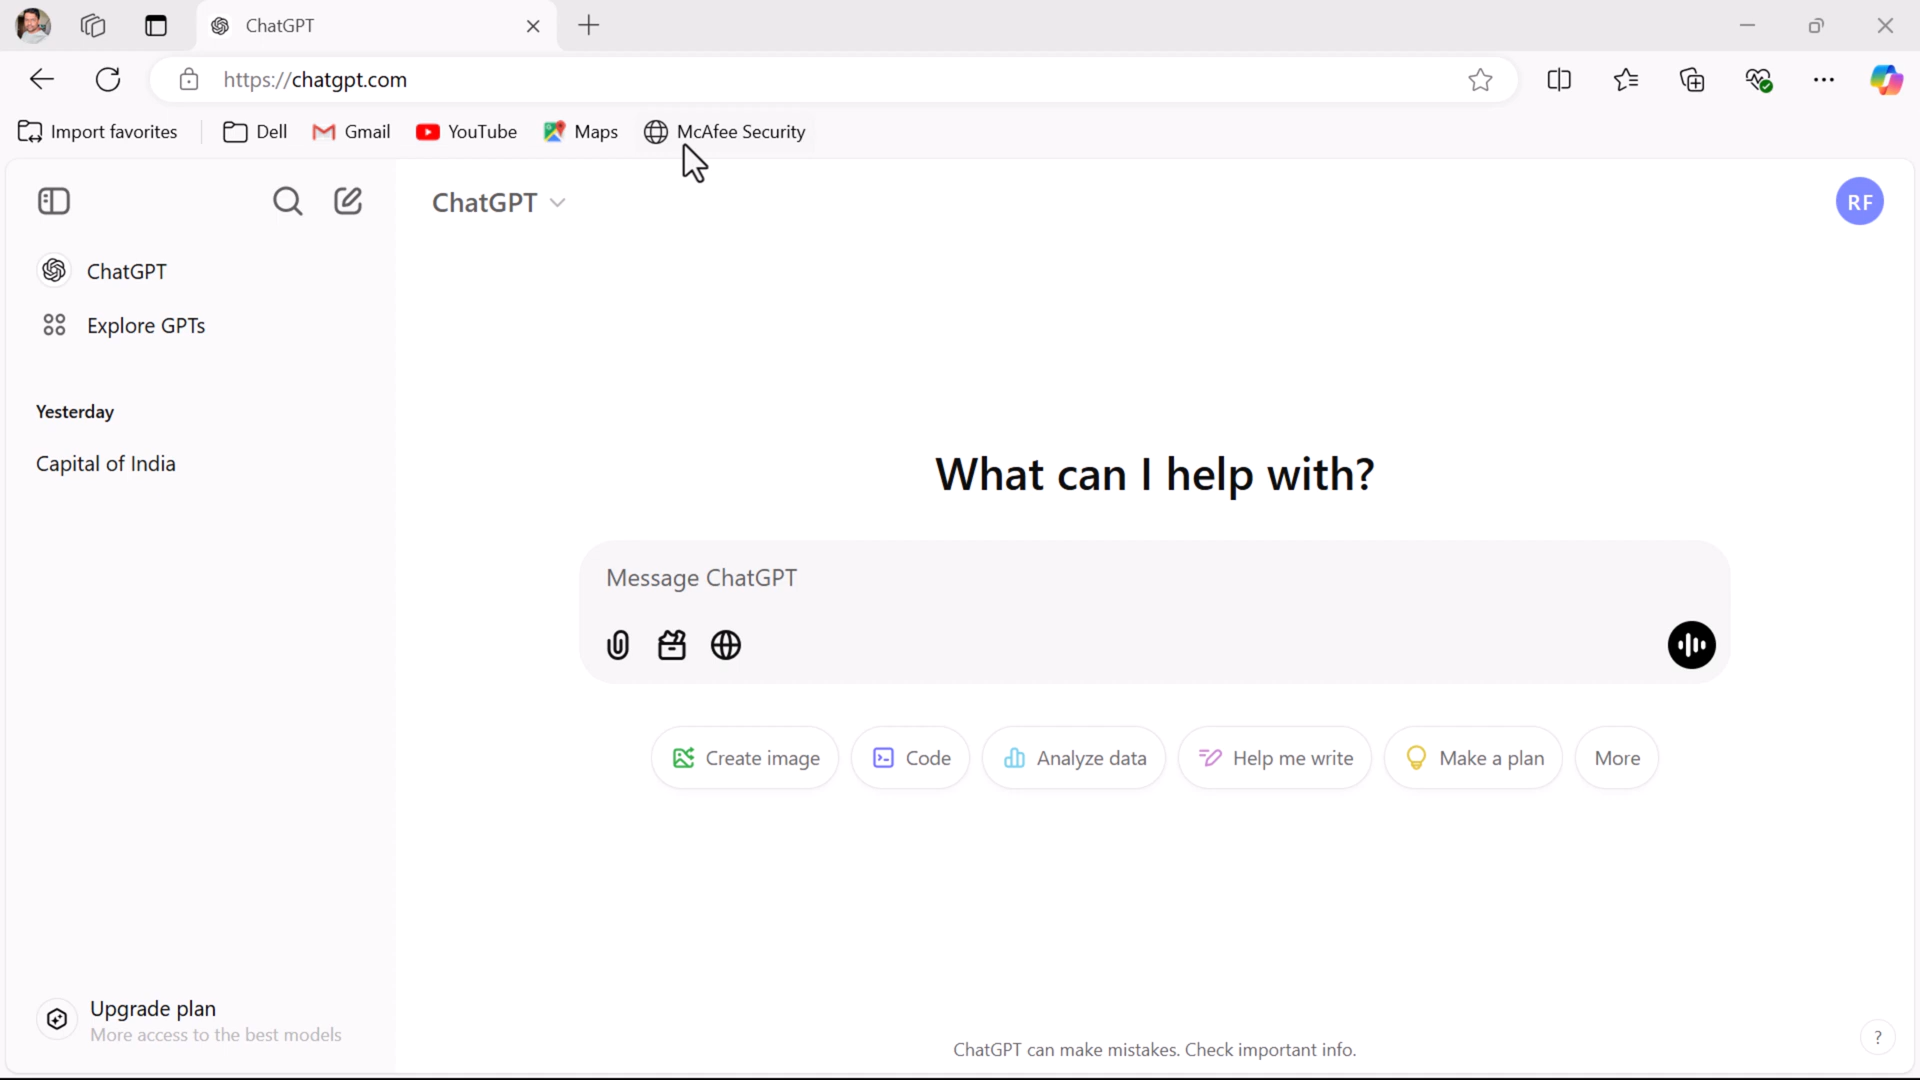 ChatGPT
https://chatgpt.com
Import favorites Dell Gmail YouTube Maps McAfee Security
ChatGPT
RF
ChatGPT
Explore GPTs
Yesterday
Capital of India
What can I help with?
Message ChatGPT
Create image Code Analyze data Help me write Make a plan More
Upgrade plan
More access to the best models
ChatGPT can make mistakes. Check important info.
?